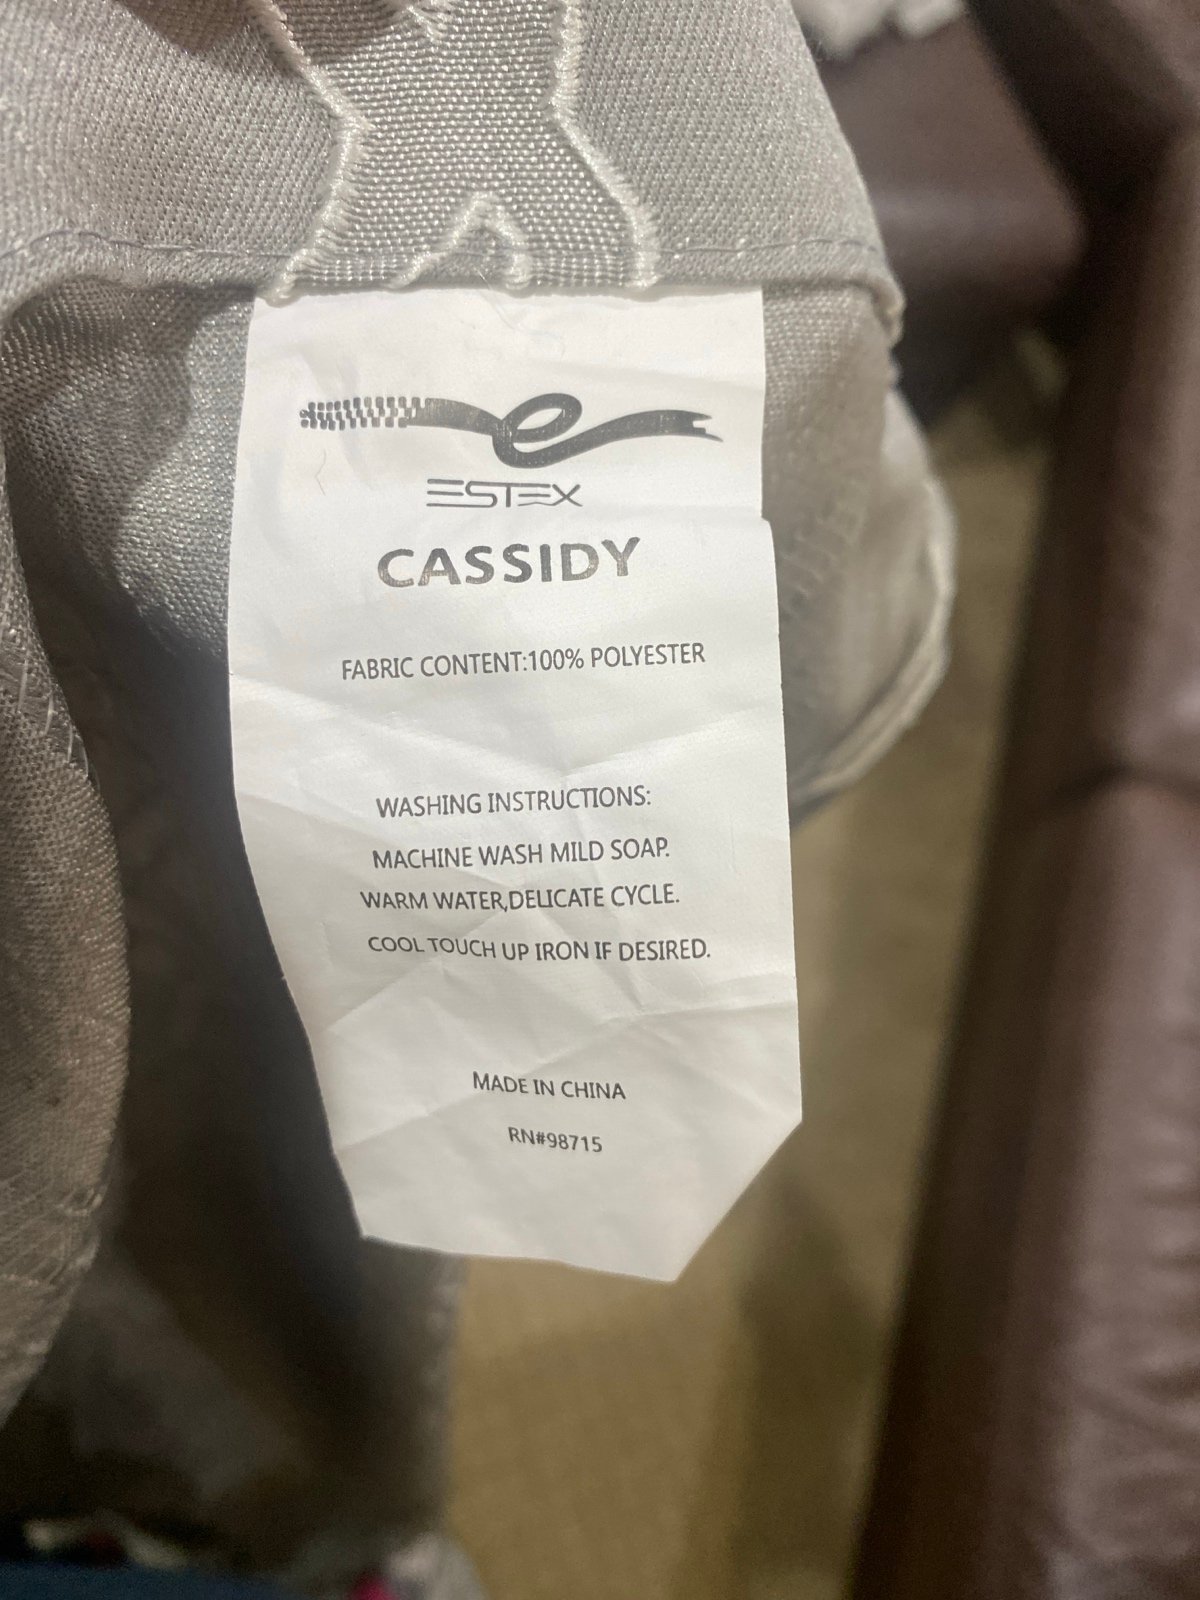 ESTEX
CASSIDY
FABRIC CONTENT:100% POLYESTER
WASHING INSTRUCTIONS:
MACHINE WASH MILD SOAP.
WARM WATER,DELICATE CYCLE.
COOL TOUCH UP IRON IF DESIRED.
MADE IN CHINA
RN#98715